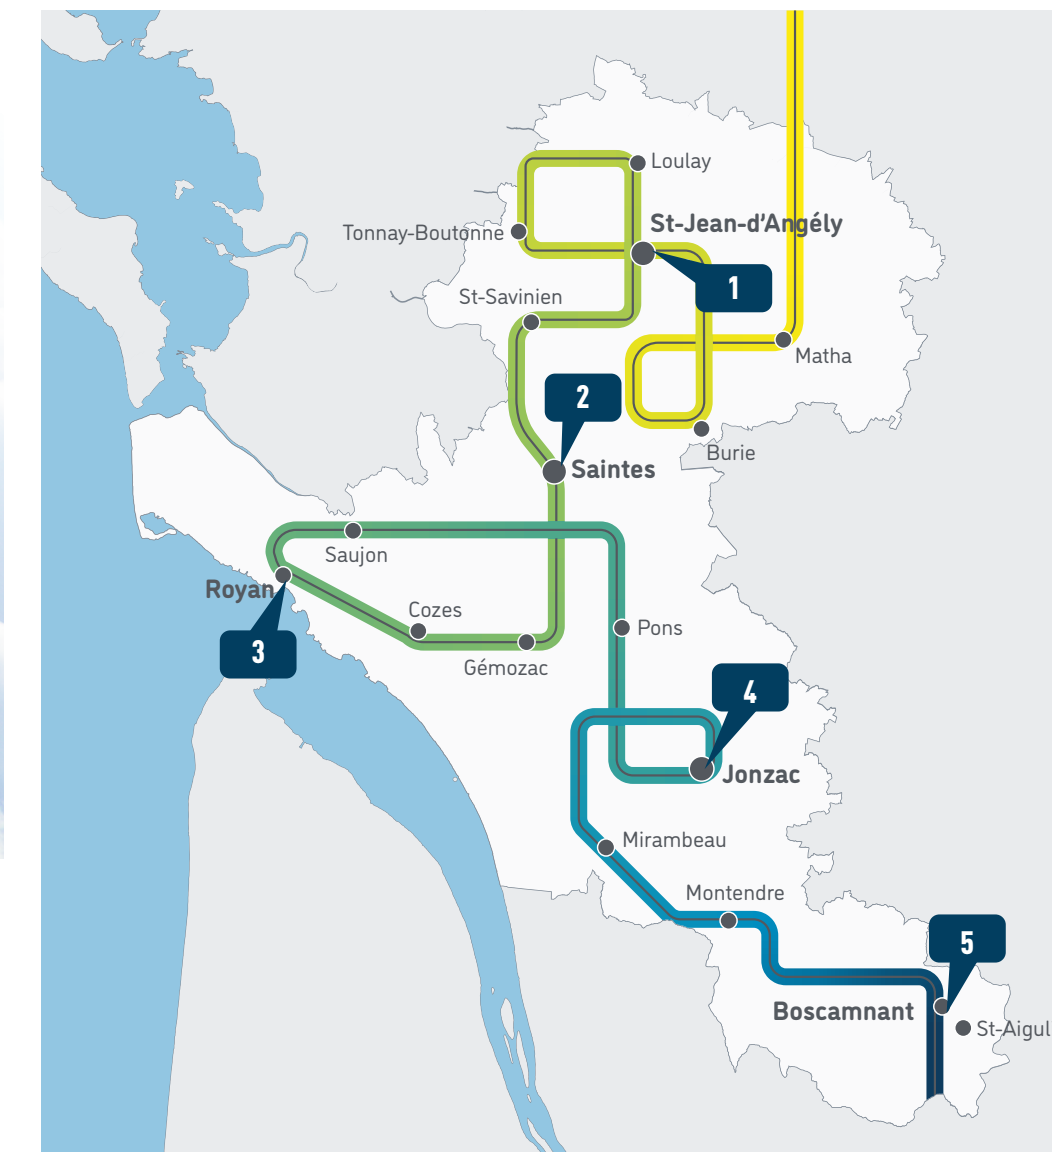 Loulay
St-Jean-d'Angély
Tonnay-Boutonne
1
St-Savinien
Matha
2
Burie
Saintes
Saujon
Royan
Cozes
3
Pons
Gémozac
4
Jonzac
Mirambeau
Montendre
5
Boscamnant
St-Aigul